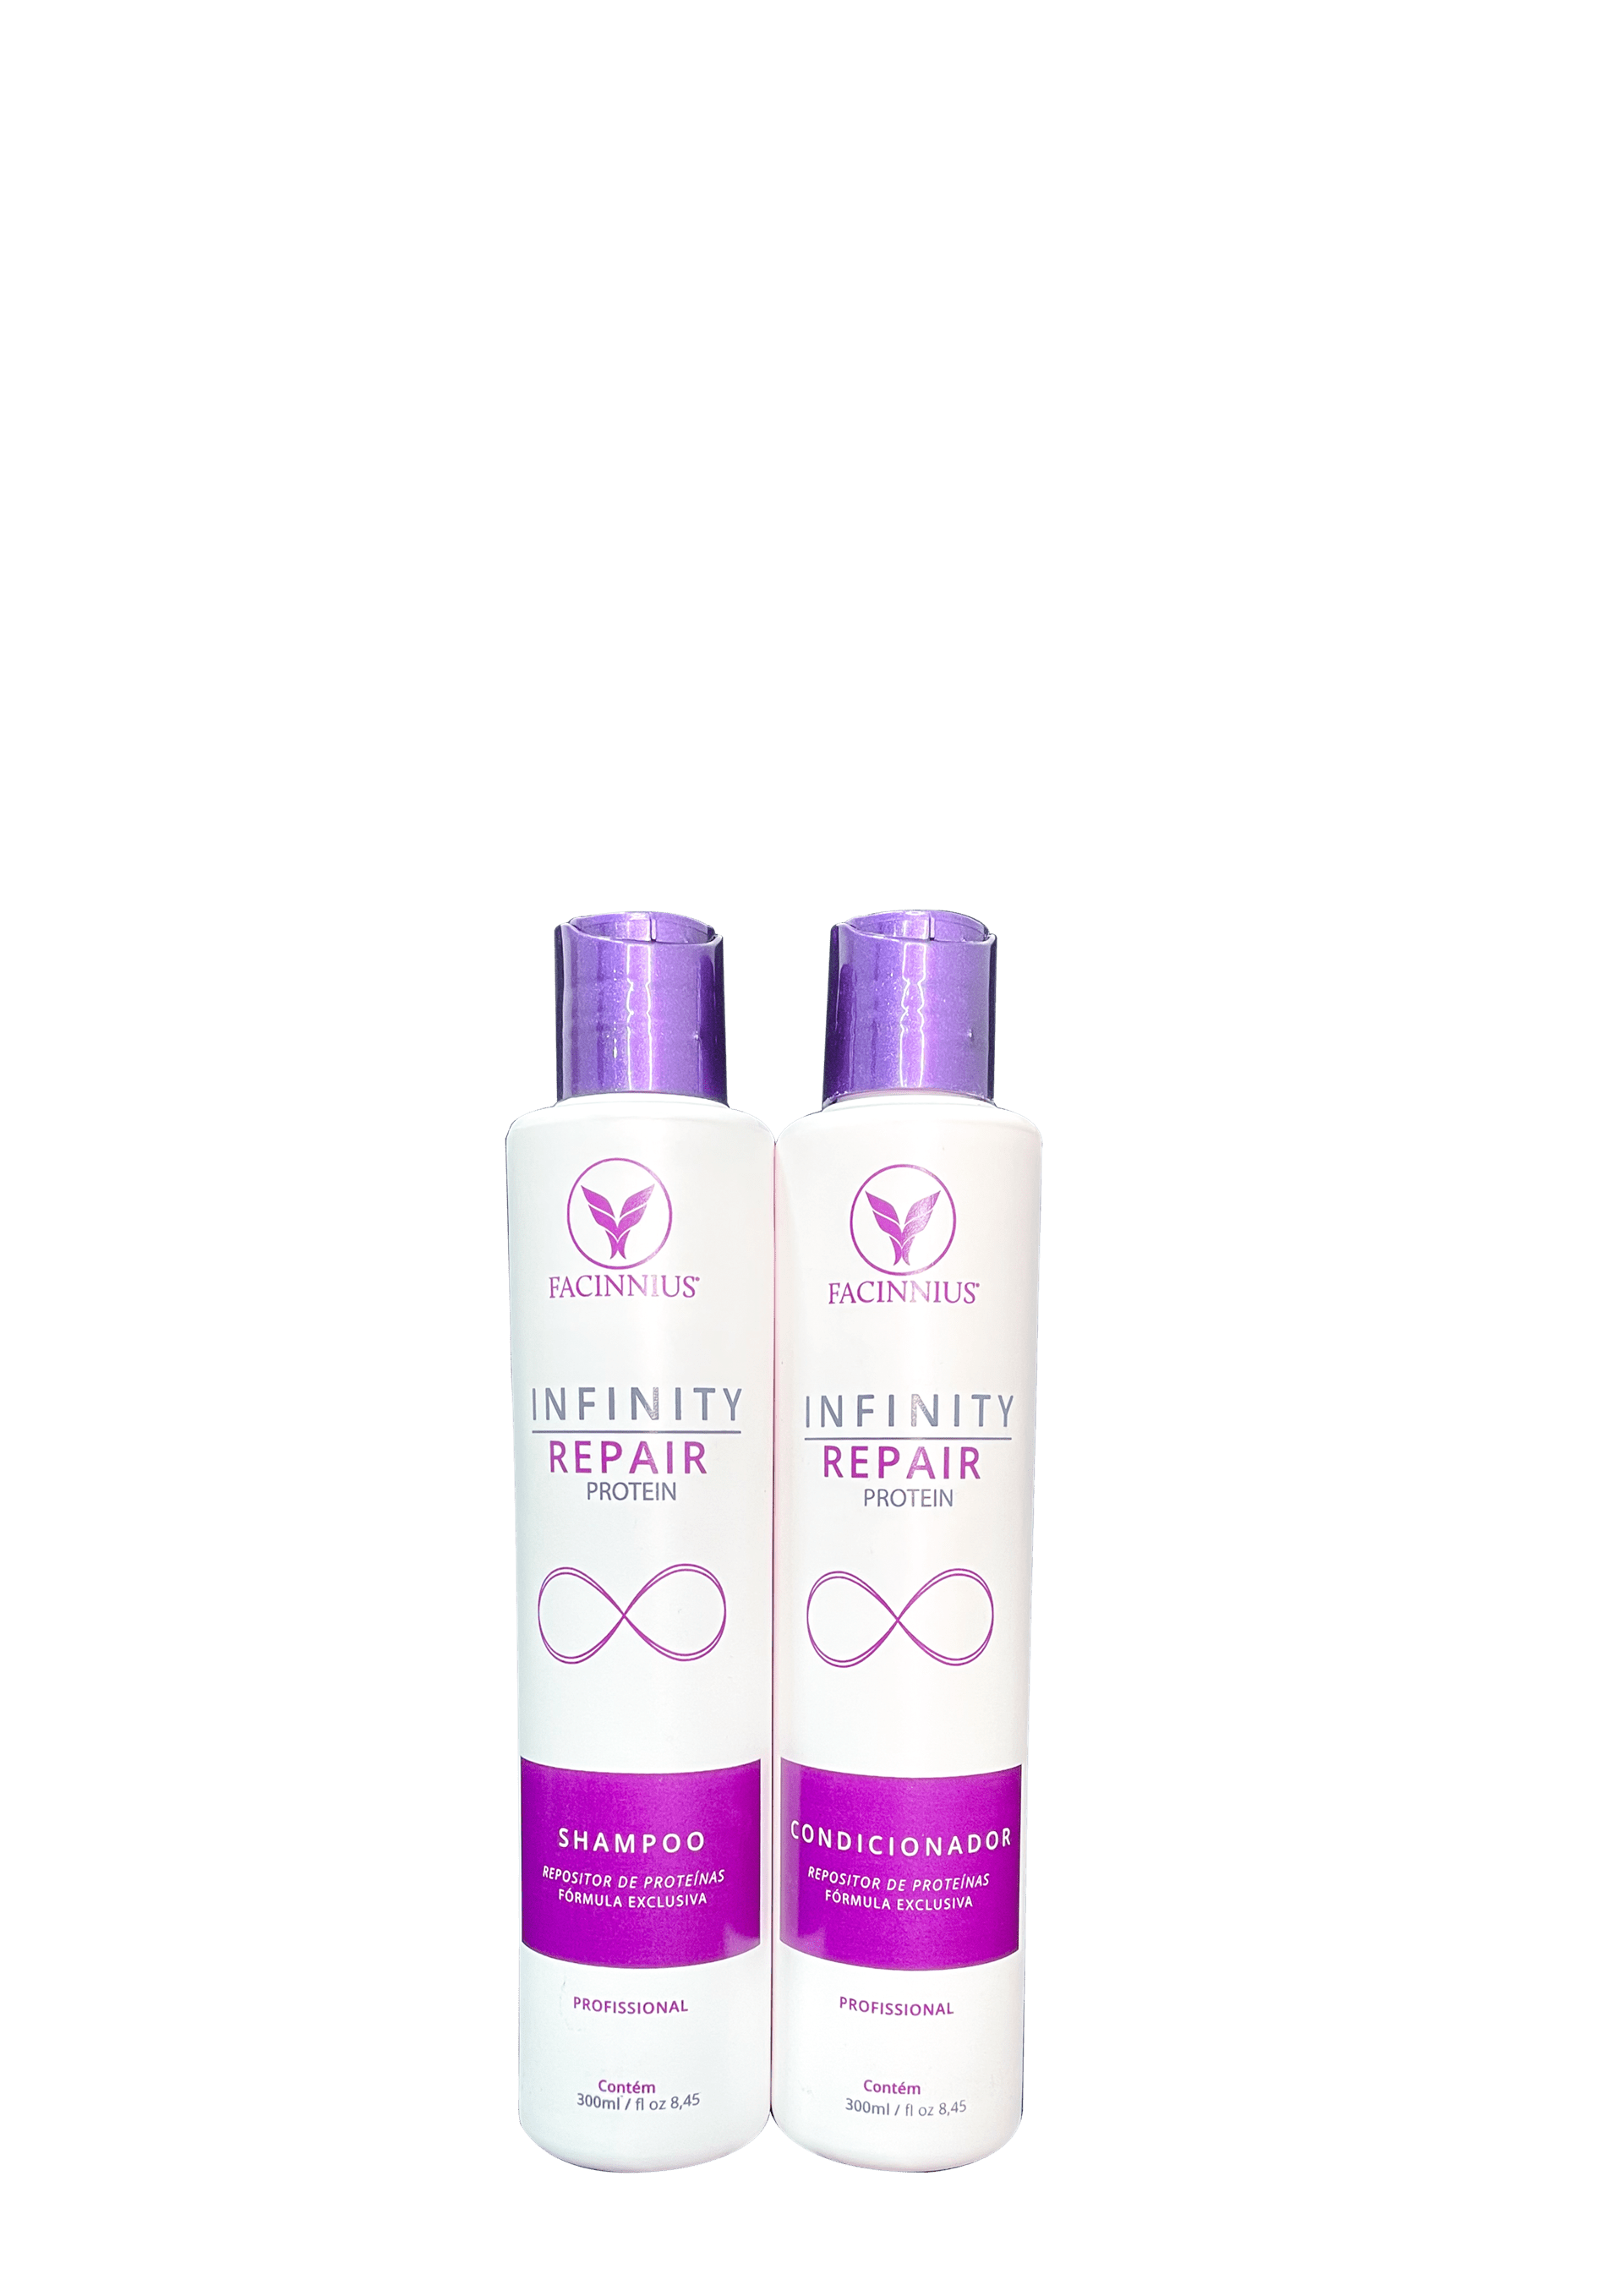 FACINNIUS®
INFINITY
REPAIR
PROTEIN
SHAMPOO
REPOSITOR DE PROTEÍNAS
FÓRMULA EXCLUSIVA
PROFISSIONAL
Contém
300ml / fl oz 8,45
FACINNIUS®
INFINITY
REPAIR
PROTEIN
CONDICIONADOR
REPOSITOR DE PROTEÍNAS
FÓRMULA EXCLUSIVA
PROFISSIONAL
Contém
300ml / fl oz 8,45